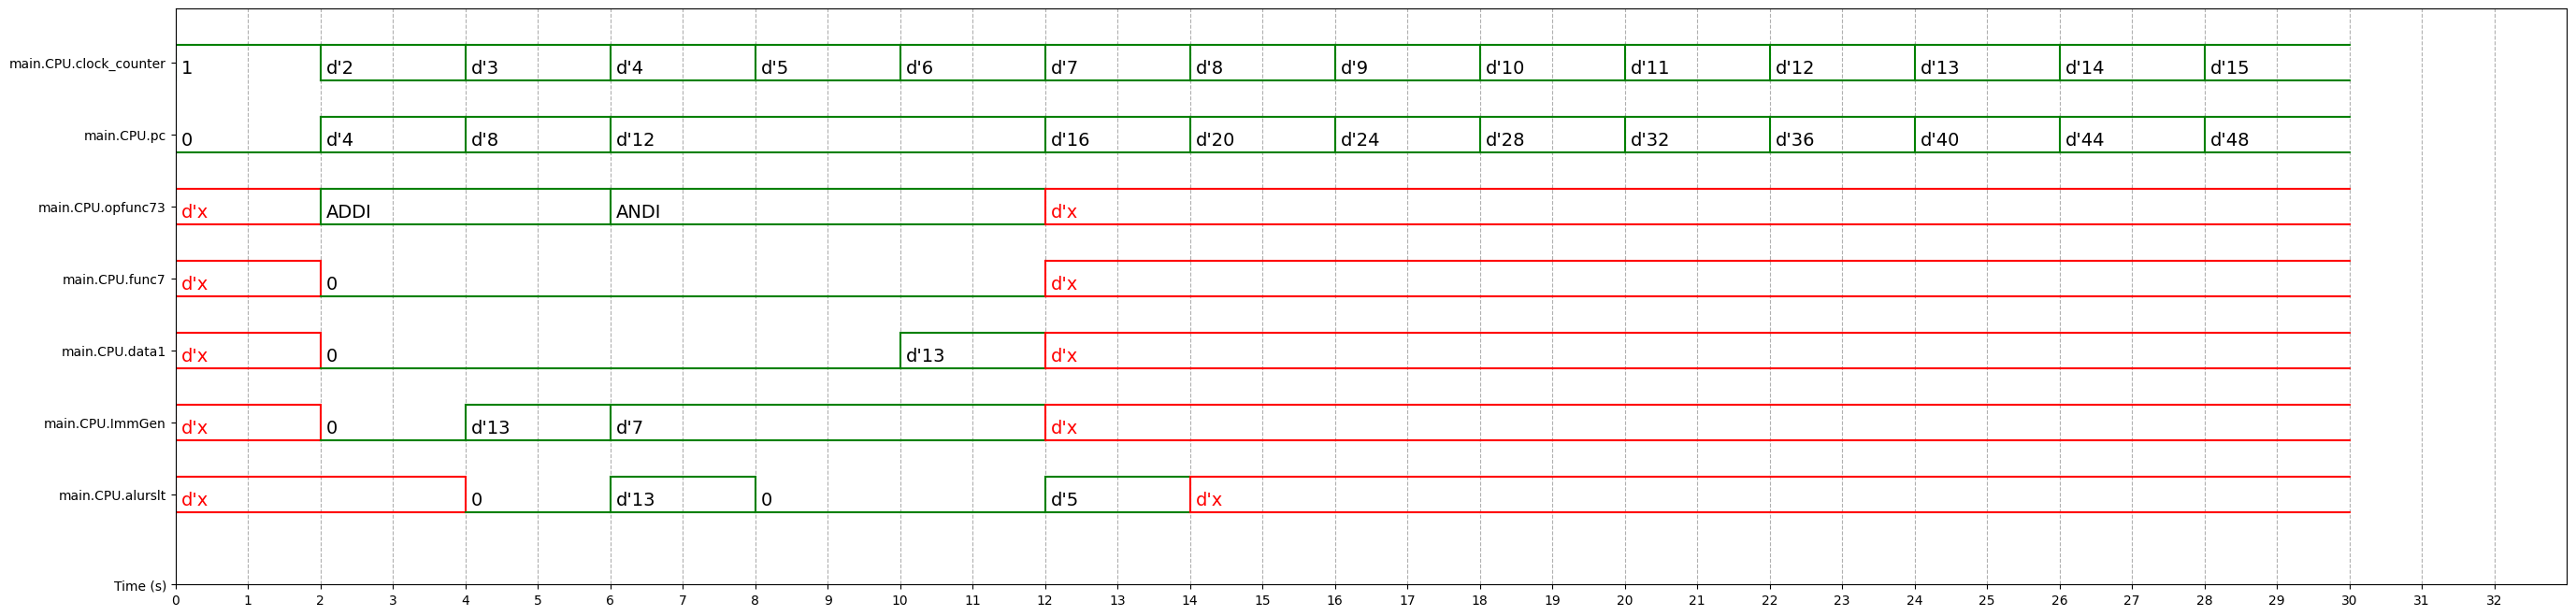 main.CPU.clock_counter 1 d'2 d'3 d'4 d'5 d'6 d'7 d'8 d'9 d'10 d'11 d'12 d'13 d'14 d'15
main.CPU.pc 0 d'4 d'8 d'12 d'16 d'20 d'24 d'28 d'32 d'36 d'40 d'44 d'48
main.CPU.opfunc73 d'x ADDI ANDI d'x
main.CPU.func7 d'x 0 d'x
main.CPU.data1 d'x 0 d'13 d'x
main.CPU.ImmGen d'x 0 d'13 d'7 d'x
main.CPU.alurslt d'x 0 d'13 0 d'5 d'x
Time (s)
0 1 2 3 4 5 6 7 8 9 10 11 12 13 14 15 16 17 18 19 20 21 22 23 24 25 26 27 28 29 30 31 32